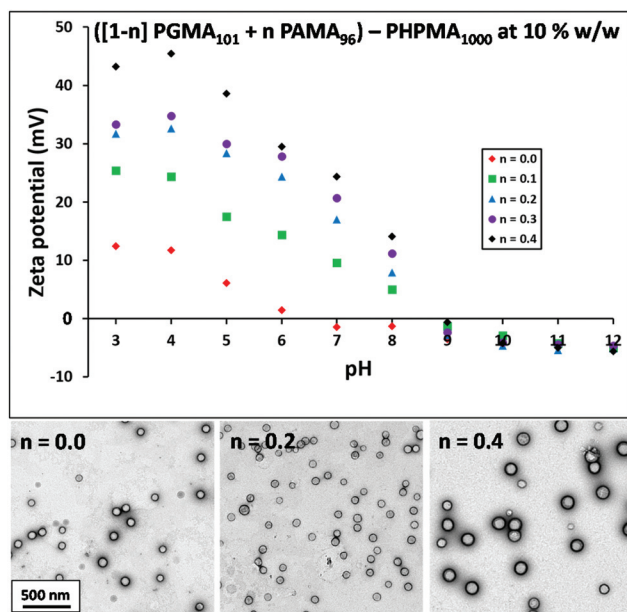 ([1-n] PGMA₁₀₁ + n PAMA₉₆) – PHPMA₁₀₀₀ at 10 % w/w
50
40
30
20
10
0
-10
Zeta potential (mV)
n = 0.0
n = 0.1
n = 0.2
n = 0.3
n = 0.4
3 4 5 6 7 8 9 10 11 12
pH
n = 0.0
n = 0.2
n = 0.4
500 nm